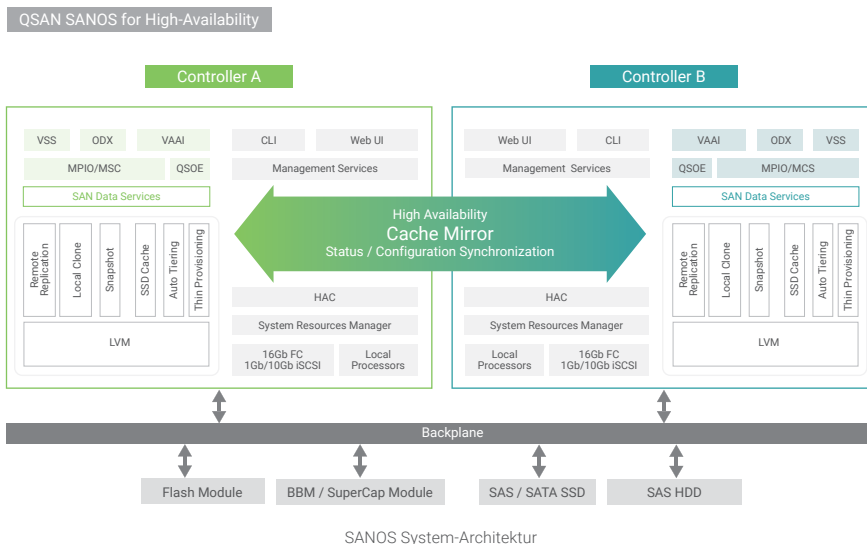 QSAN SANOS for High-Availability
Controller A
Controller B
VSS
ODX
VAAI
CLI
Web UI
MPIO/MSC
QSOE
Management Services
SAN Data Services
Web UI
CLI
VAAI
ODX
VSS
Management Services
QSOE
MPIO/MCS
SAN Data Services
High Availability
Cache Mirror
Status / Configuration Synchronization
Remote
Replication
Local Clone
Snapshot
SSD Cache
Auto Tiering
Thin Provisioning
LVM
HAC
System Resources Manager
16Gb FC
1Gb/10Gb iSCSI
Local
Processors
HAC
System Resources Manager
Local
Processors
16Gb FC
1Gb/10Gb iSCSI
Remote
Replication
Local Clone
Snapshot
SSD Cache
Auto Tiering
Thin Provisioning
LVM
Backplane
Flash Module
BBM / SuperCap Module
SAS / SATA SSD
SAS HDD
SANOS System-Architektur